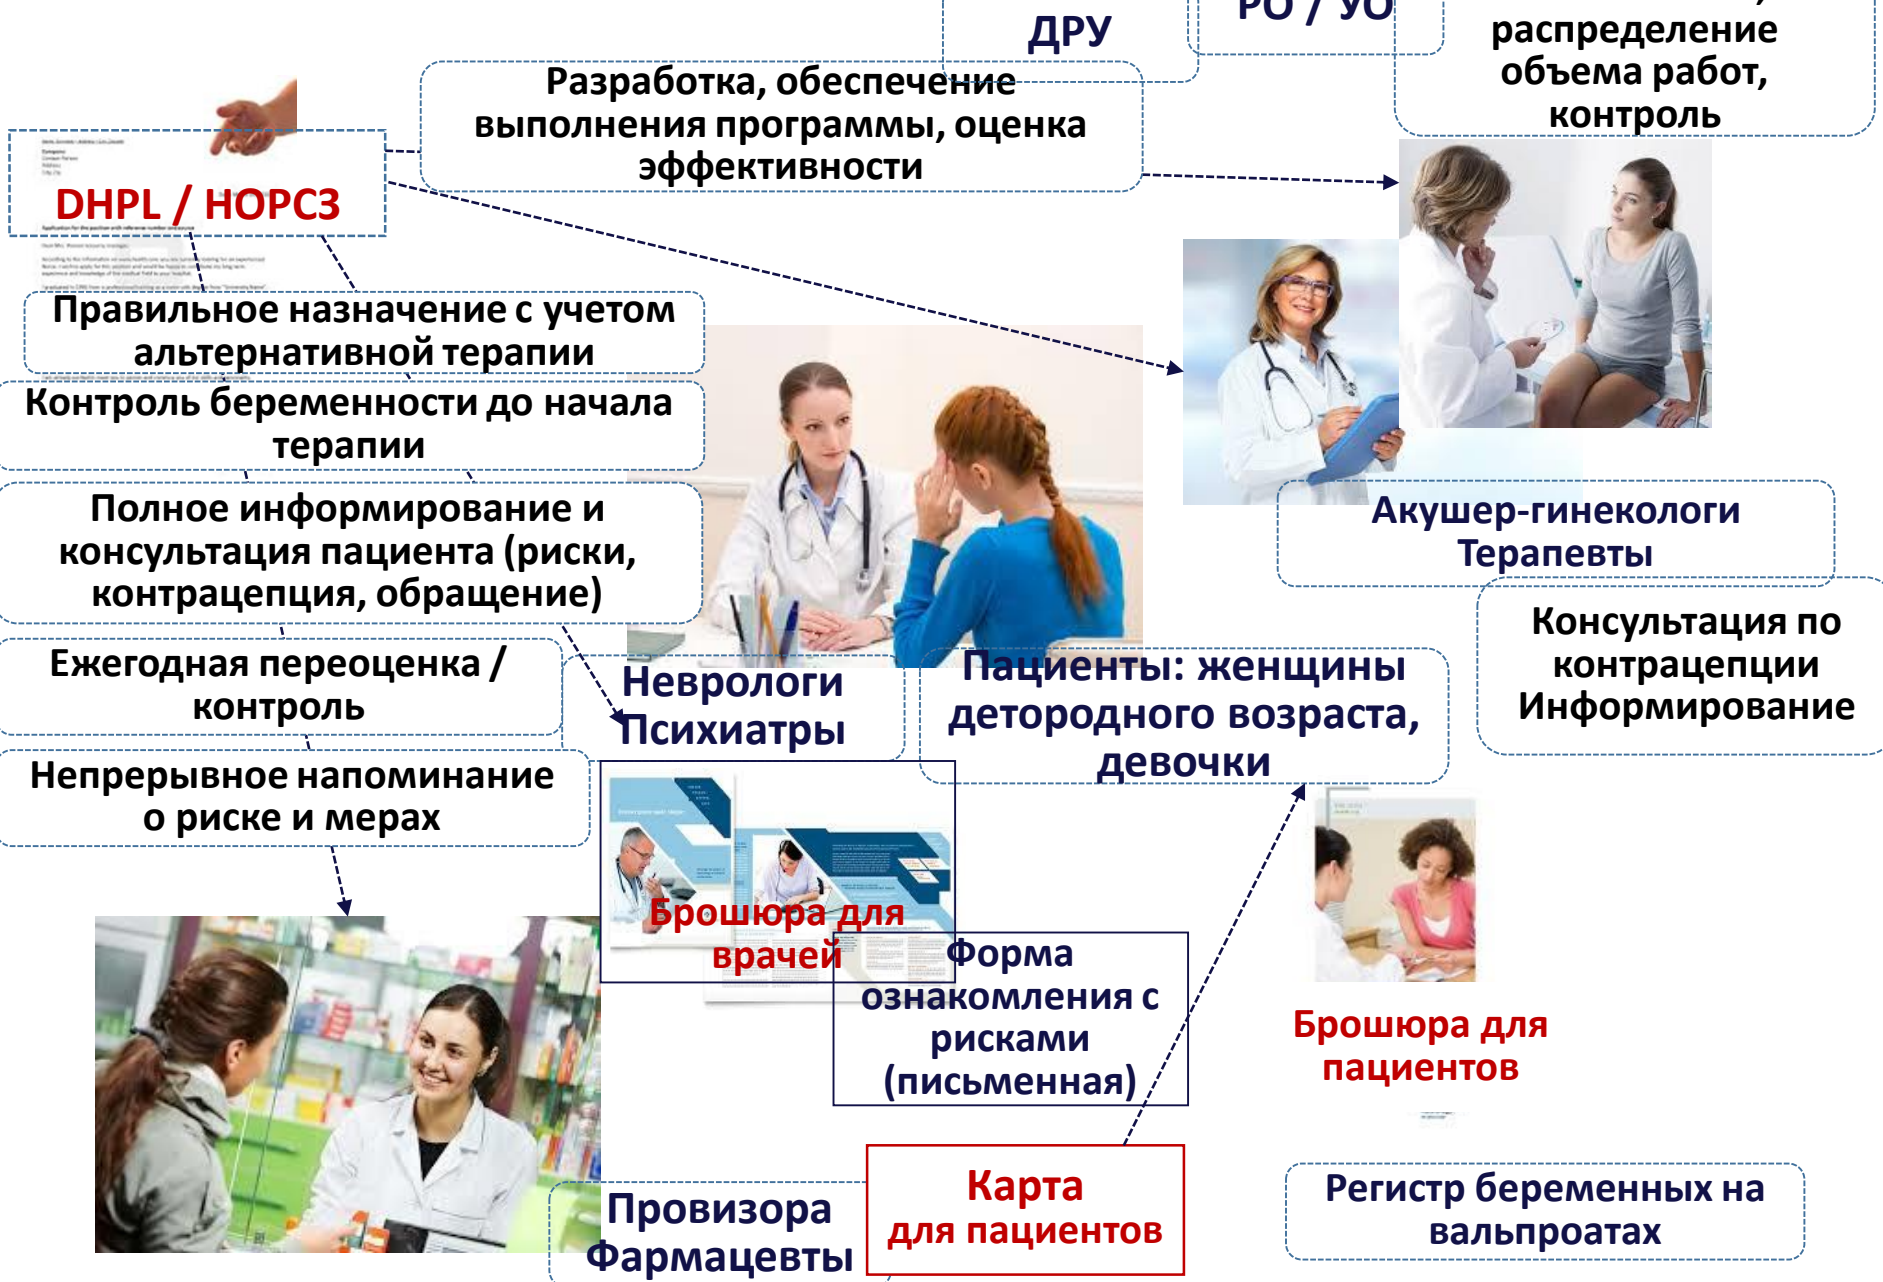 ДРУ
РО / УО
распределение
объема работ,
контроль
Разработка, обеспечение
выполнения программы, оценка
эффективности
DHPL / НОРСЗ
Правильное назначение с учетом
альтернативной терапии
Контроль беременности до начала
терапии
Полное информирование и
консультация пациента (риски,
контрацепция, обращение)
Ежегодная переоценка /
контроль
Непрерывное напоминание
о риске и мерах
Акушер-гинекологи
Терапевты
Консультация по
контрацепции
Информирование
Неврологи
Психиатры
Пациенты: женщины
детородного возраста,
девочки
Брошюра для
врачей
Форма
ознакомления с
рисками
(письменная)
Брошюра для
пациентов
Карта
для пациентов
Провизора
Фармацевты
Регистр беременных на
вальпроатах